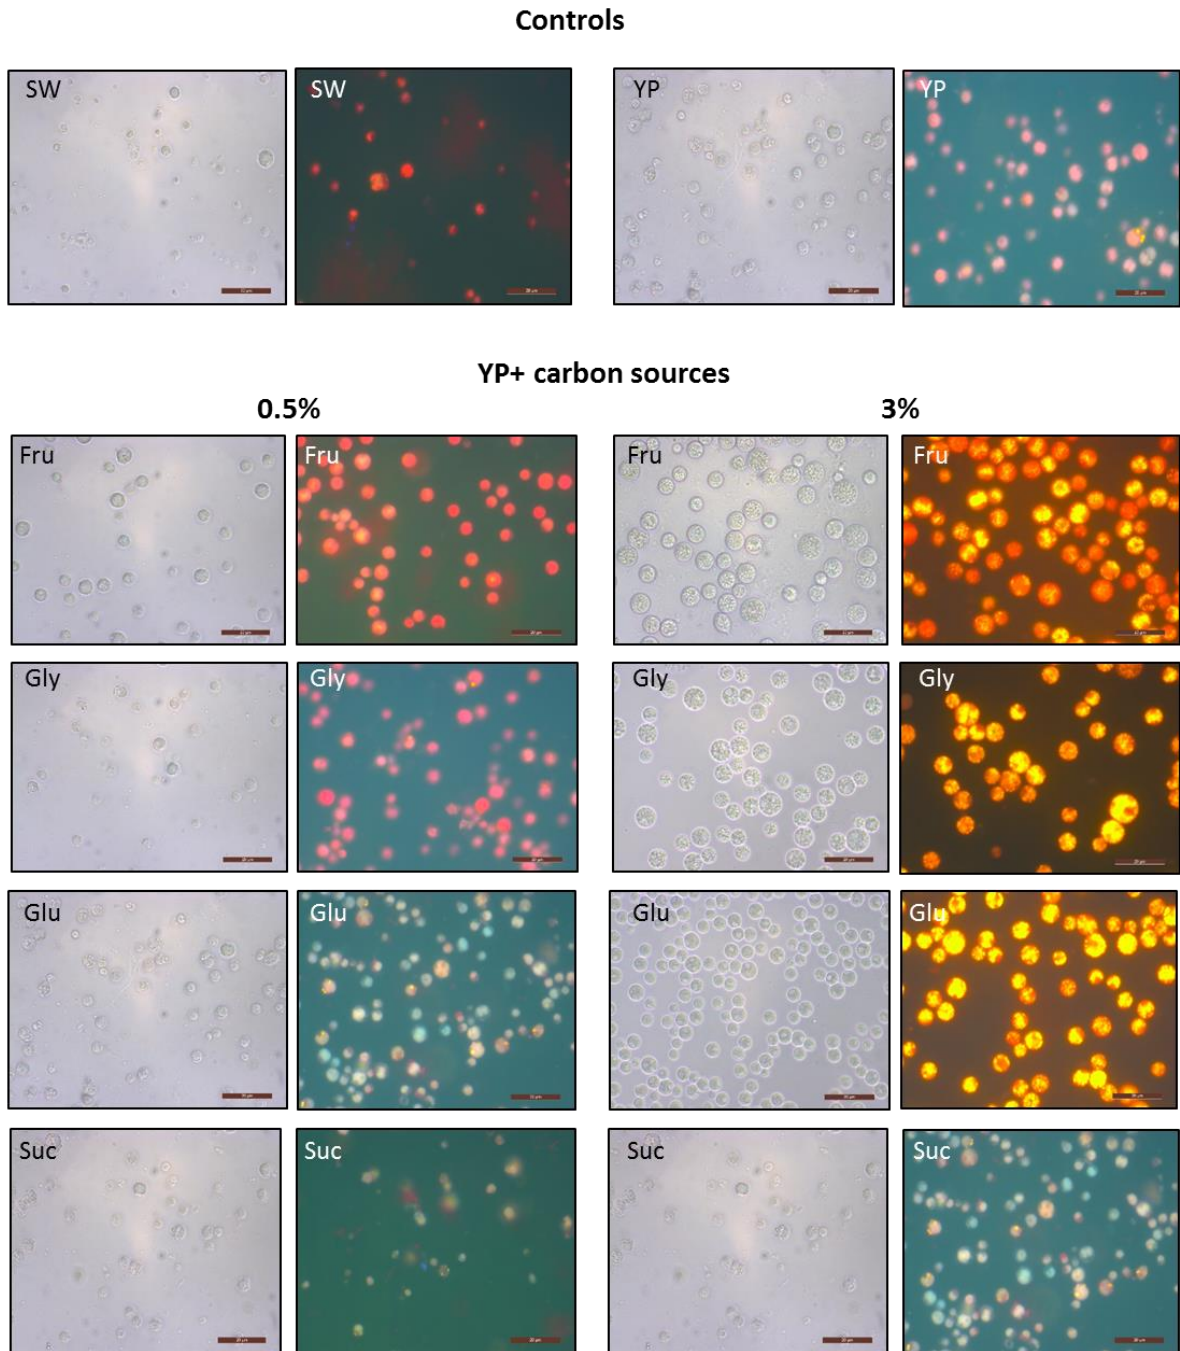 Controls
SW
SW
YP
YP
YP+ carbon sources
0.5%
3%
Fru
Fru
Fru
Fru
Gly
Gly
Gly
Gly
Glu
Glu
Glu
Glu
Suc
Suc
Suc
Suc